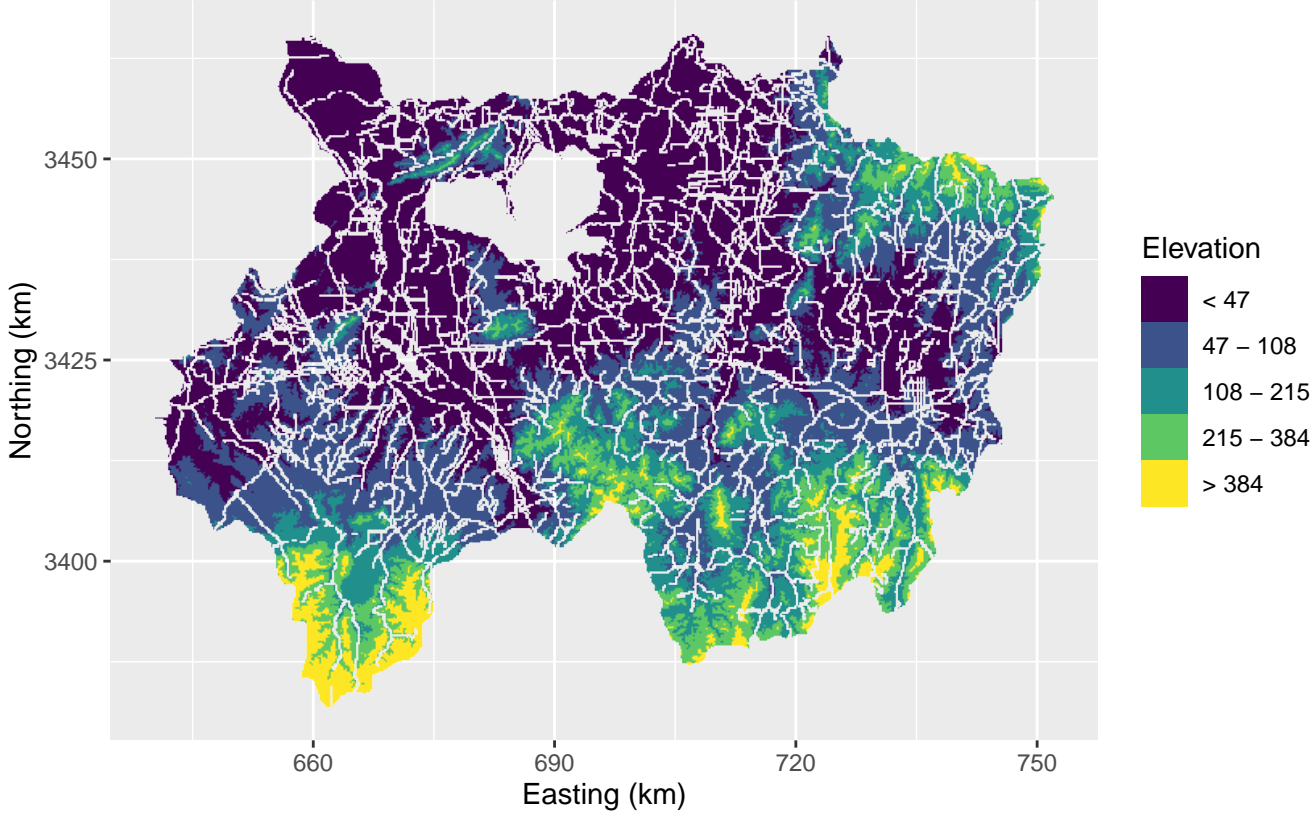 3450
3425
3400
Northing (km)
660
690
720
750
Easting (km)
Elevation
< 47
47 – 108
108 – 215
215 – 384
> 384